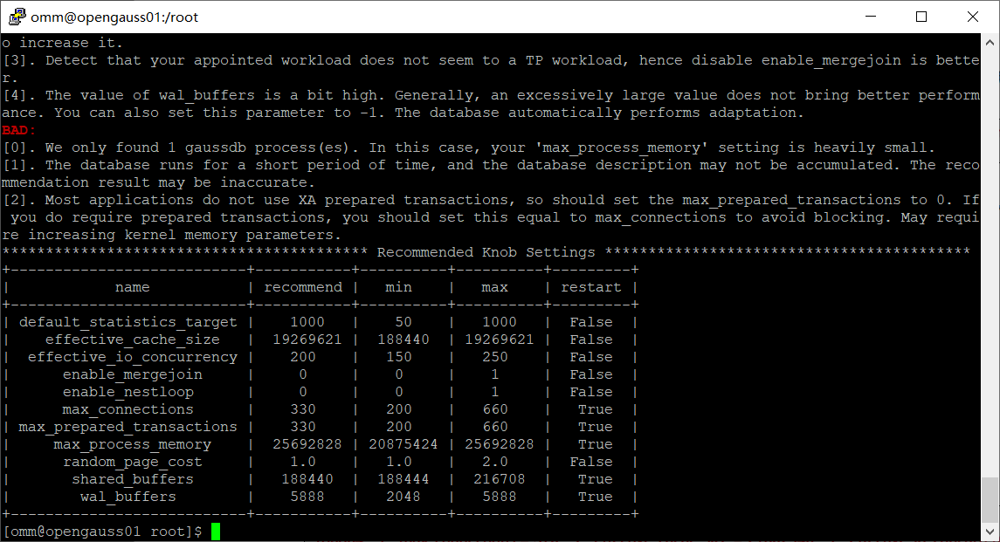 omm@opengauss01:/root
o increase it.
[3]. Detect that your appointed workload does not seem to a TP workload, hence disable enable_mergejoin is bette
r.
[4]. The value of wal_buffers is a bit high. Generally, an excessively large value does not bring better perform
ance. You can also set this parameter to -1. The database automatically performs adaptation.
BAD:
[0]. We only found 1 gaussdb process(es). In this case, your 'max_process_memory' setting is heavily small.
[1]. The database runs for a short period of time, and the database description may not be accumulated. The reco
mmendation result may be inaccurate.
[2]. Most applications do not use XA prepared transactions, so should set the max_prepared_transactions to 0. If
 you do require prepared transactions, you should set this equal to max_connections to avoid blocking. May requi
re increasing kernel memory parameters.
****************************************** Recommended Knob Settings ******************************************
+---------------------------+-----------+----------+----------+---------+
|            name           | recommend |   min    |   max    | restart |
+---------------------------+-----------+----------+----------+---------+
| default_statistics_target |    1000   |    50    |   1000   |  False  |
|    effective_cache_size   |  19269621 |  188440  | 19269621 |  False  |
|  effective_io_concurrency |    200    |   150    |   250    |  False  |
|      enable_mergejoin     |     0     |    0     |    1     |  False  |
|      enable_nestloop      |     0     |    0     |    1     |  False  |
|      max_connections      |    330    |   200    |   660    |   True  |
| max_prepared_transactions |    330    |   200    |   660    |   True  |
|     max_process_memory    |  25692828 | 20875424 | 25692828 |   True  |
|      random_page_cost     |    1.0    |   1.0    |   2.0    |  False  |
|       shared_buffers      |   188440  |  188444  |  216708  |   True  |
|        wal_buffers        |    5888   |   2048   |   5888   |   True  |
+---------------------------+-----------+----------+----------+---------+
[omm@opengauss01 root]$